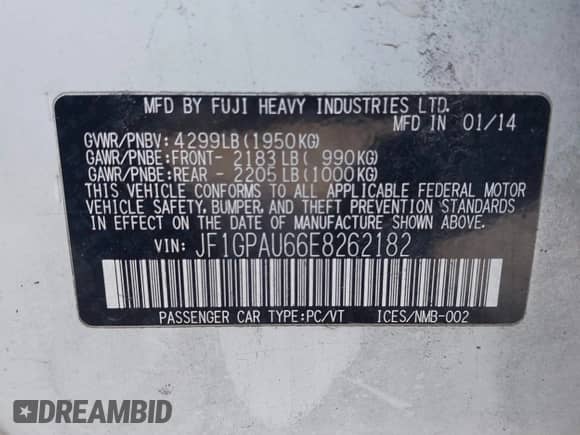 MFD BY FUJI HEAVY INDUSTRIES LTD.
MFD IN 01/14
GVWR/PNBV: 4299LB (1950KG)
GAWR/PNBE:FRONT- 2183LB ( 990KG)
GAWR/PNBE:REAR - 2205LB (1000KG)
THIS VEHICLE CONFORMS TO ALL APPLICABLE FEDERAL MOTOR
VEHICLE SAFETY, BUMPER, AND THEFT PREVENTION STANDARDS
IN EFFECT ON THE DATE OF MANUFACTURE SHOWN ABOVE.
VIN: JF1GPAU66E8262182
PASSENGER CAR TYPE:PC/VT ICES/NMB-002
DREAMBID